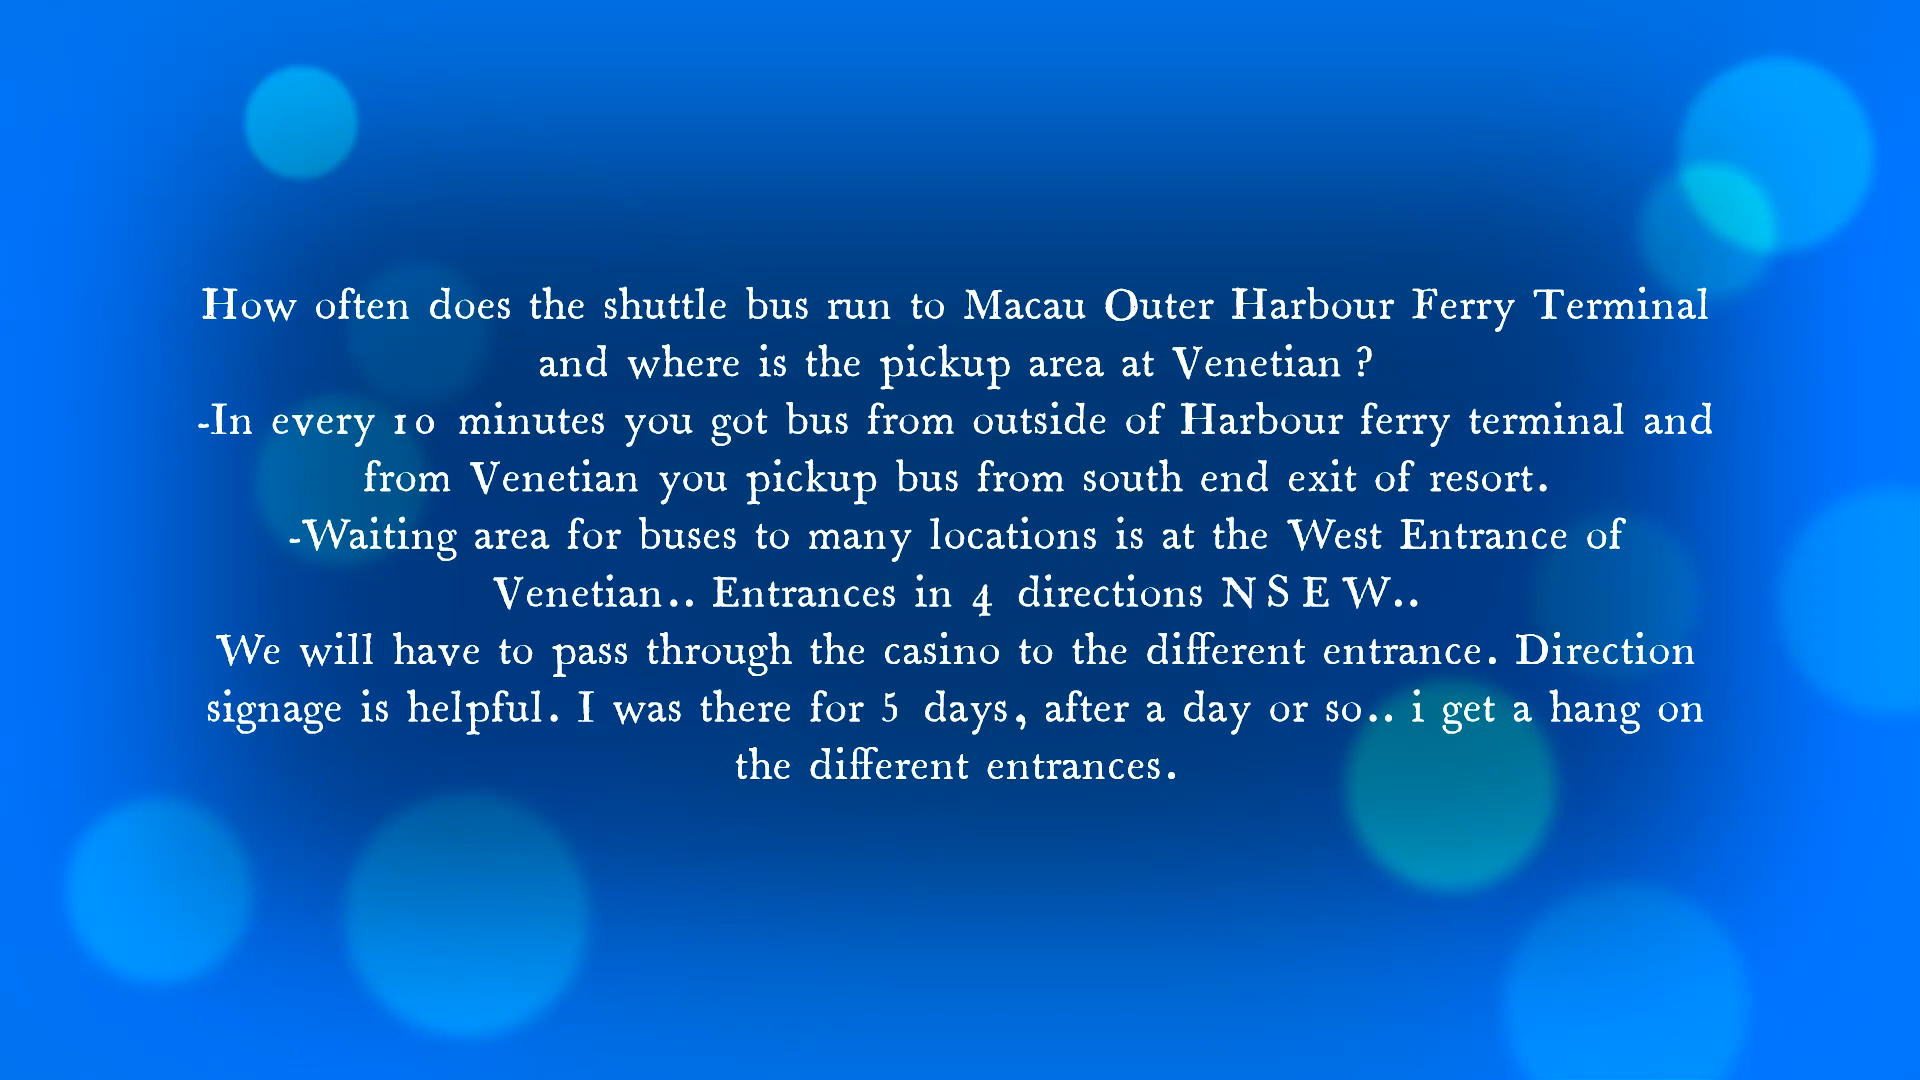 How often does the shuttle bus run to Macau Outer Harbour Ferry Terminal
and where is the pickup area at Venetian ?
-In every 10 minutes you got bus from outside of Harbour ferry terminal and
from Venetian you pickup bus from south end exit of resort.
-Waiting area for buses to many locations is at the West Entrance of
Venetian.. Entrances in 4 directions N S E W..
We will have to pass through the casino to the different entrance. Direction
signage is helpful. I was there for 5 days, after a day or so.. i get a hang on
the different entrances.